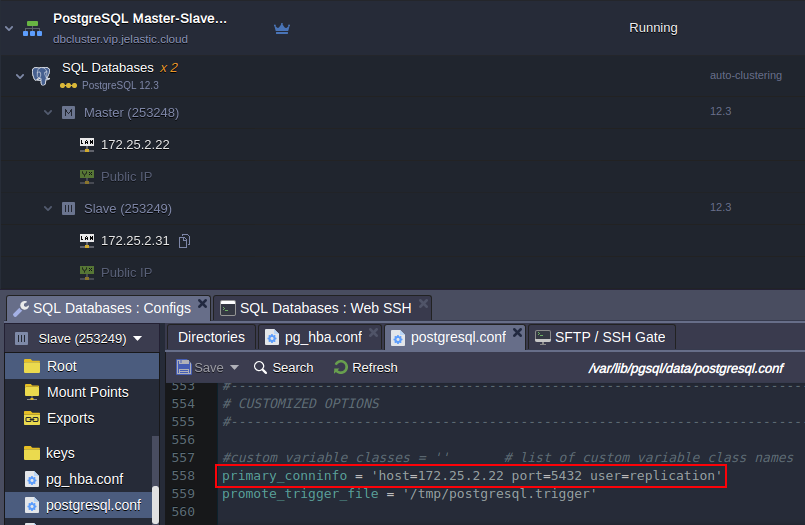 PostgreSQL Master-Slave...
dbcluster.vip.jelastic.cloud
Running
SQL Databases x 2
PostgreSQL 12.3
auto-clustering
Master (253248)
12.3
172.25.2.22
Public IP
Slave (253249)
12.3
172.25.2.31
Public IP
SQL Databases : Configs
SQL Databases : Web SSH
Slave (253249)
Root
Mount Points
Exports
keys
pg_hba.conf
postgresql.conf
Directories
pg_hba.conf
postgresql.conf
SFTP / SSH Gate
Save
Search
Refresh
/var/lib/pgsql/data/postgresql.conf
553 #------------------------------------------------------------------------------
554 # CUSTOMIZED OPTIONS
555 #------------------------------------------------------------------------------
556
557 #custom variable classes = '' # list of custom variable class names
558 primary_conninfo = 'host=172.25.2.22 port=5432 user=replication'
559 promote_trigger_file = '/tmp/postgresql.trigger'
560